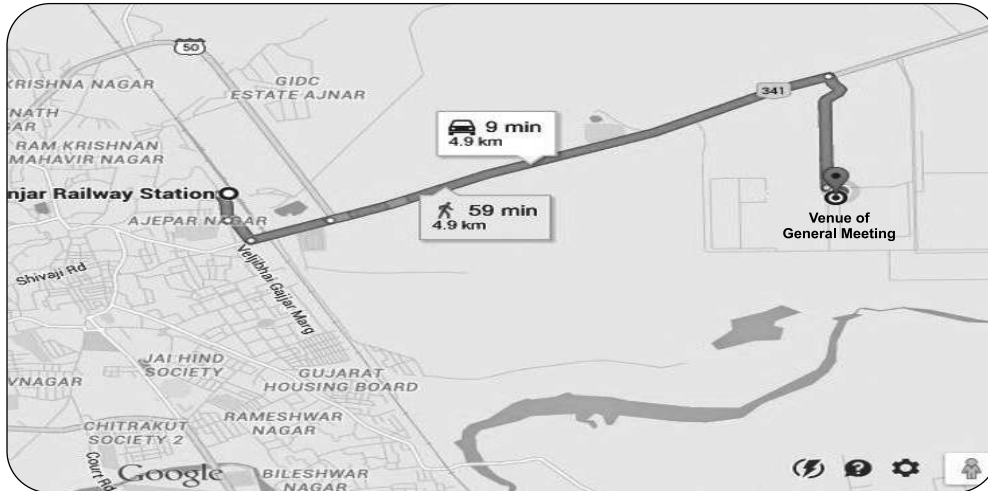 50
KRISHNA NAGAR
GIDC
ESTATE AJNAR
NATH
GAR
RAM KRISHNAN
MAHAVIR NAGAR
341
9 min
4.9 km
njar Railway Station
AJEPAR NAGAR
59 min
4.9 km
Venue of
General Meeting
Shivaji Rd
Veljibhai Gajjar Marg
JAI HIND
SOCIETY
GUJARAT
HOUSING BOARD
VNAGAR
RAMESHWAR
NAGAR
CHITRAKUT
SOCIETY 2
Court Rd
Google
BILESHWAR
NAGAR